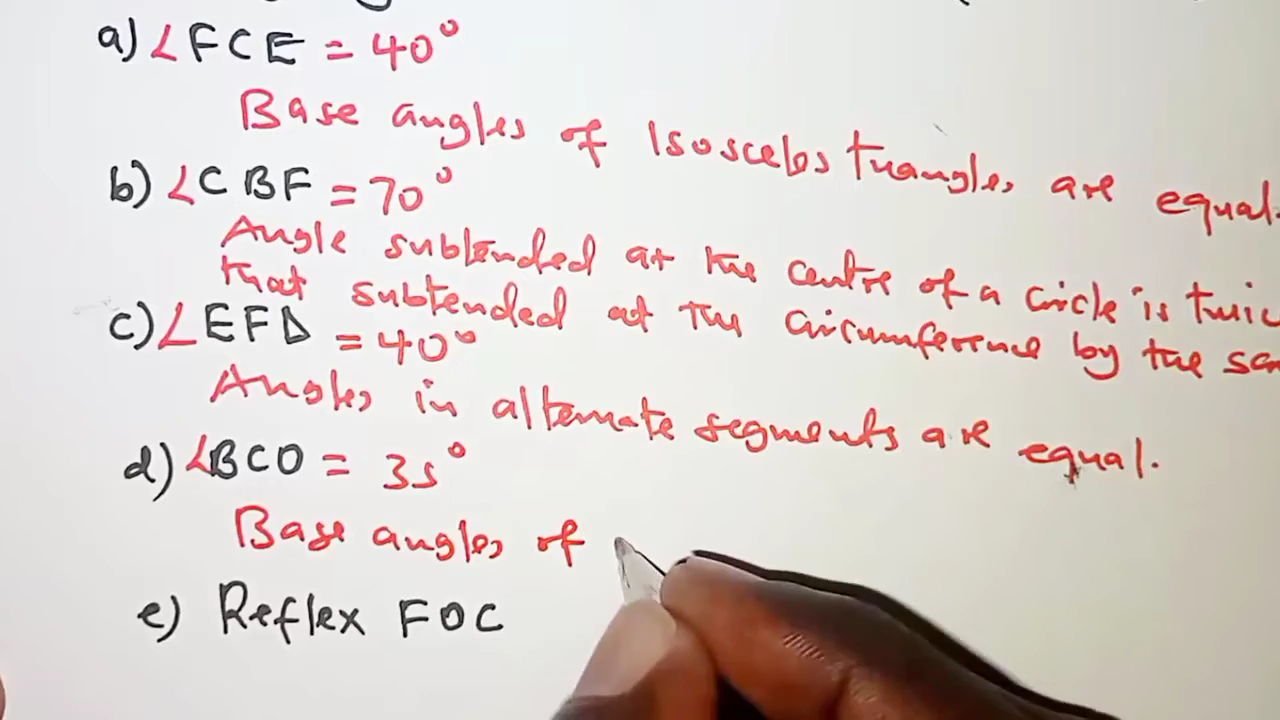 a) ∠FCE = 40°
Base angles of Isosceles triangles are equal.
b) ∠CBF = 70°
Angle subtended at the centre of a circle is twic
that subtended at the circumference by the sam
c) ∠EFD = 40°
Angles in alternate segments are equal.
d) ∠BCO = 35°
Base angles of
e) Reflex FOC